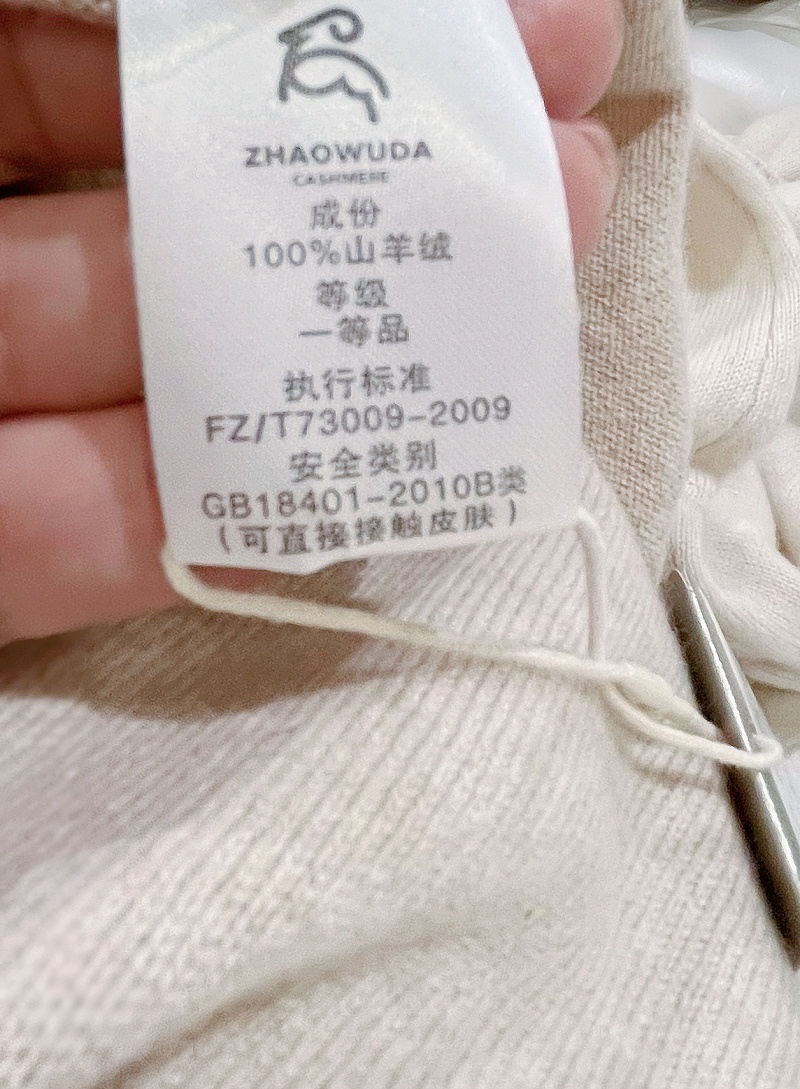 ZHAOWUDA
CASHMERE
成份
100%山羊绒
等级
一等品
执行标准
FZ/T73009-2009
安全类别
GB18401-2010B类
(可直接接触皮肤)